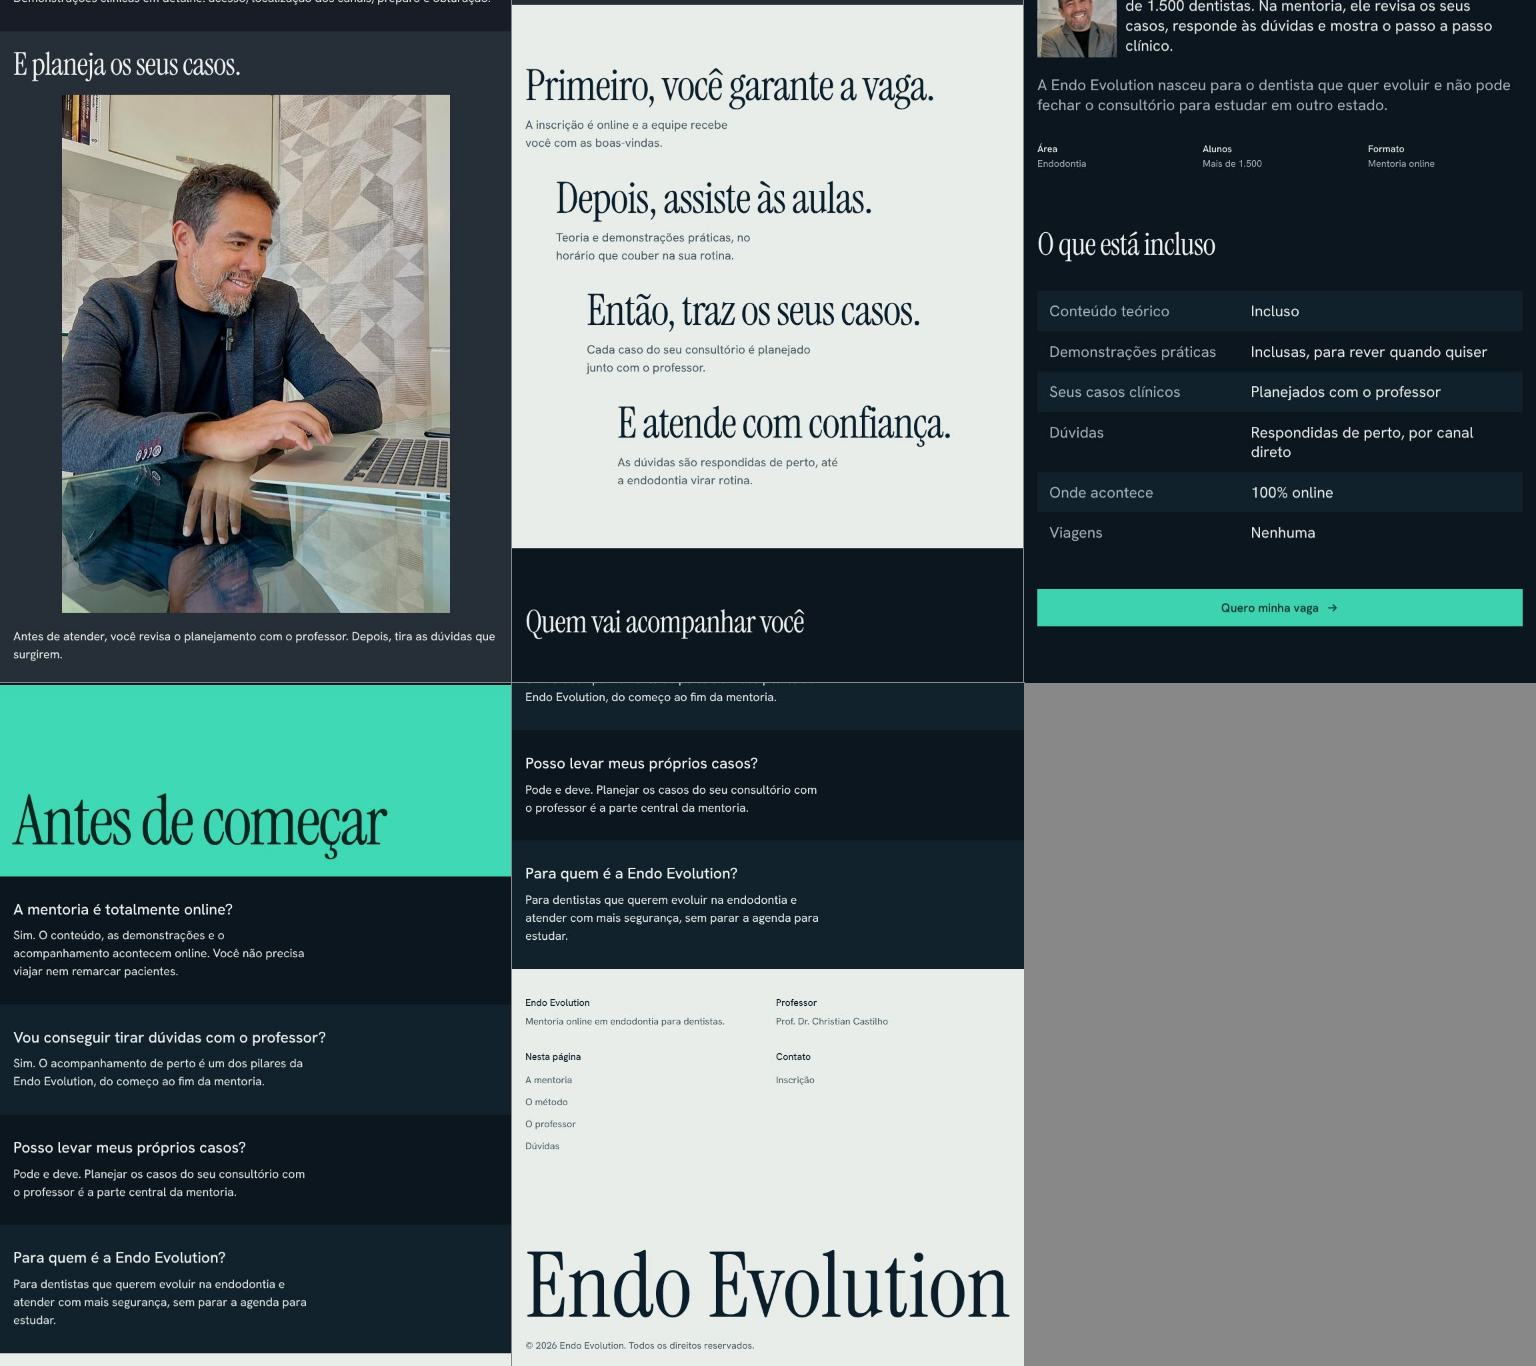 Demonstrações clínicas em detalhe: acesso, localização dos canais, preparo e obturação.
E planeja os seus casos.
Antes de atender, você revisa o planejamento com o professor. Depois, tira as dúvidas que
surgirem.
Primeiro, você garante a vaga.
A inscrição é online e a equipe recebe
você com as boas-vindas.
Depois, assiste às aulas.
Teoria e demonstrações práticas, no
horário que couber na sua rotina.
Então, traz os seus casos.
Cada caso do seu consultório é planejado
junto com o professor.
E atende com confiança.
As dúvidas são respondidas de perto, até
a endodontia virar rotina.
Quem vai acompanhar você
de 1.500 dentistas. Na mentoria, ele revisa os seus
casos, responde às dúvidas e mostra o passo a passo
clínico.
A Endo Evolution nasceu para o dentista que quer evoluir e não pode
fechar o consultório para estudar em outro estado.
Área
Endodontia
Alunos
Mais de 1.500
Formato
Mentoria online
O que está incluso
Conteúdo teórico
Incluso
Demonstrações práticas
Inclusas, para rever quando quiser
Seus casos clínicos
Planejados com o professor
Dúvidas
Respondidas de perto, por canal
direto
Onde acontece
100% online
Viagens
Nenhuma
Quero minha vaga →
Antes de começar
A mentoria é totalmente online?
Sim. O conteúdo, as demonstrações e o
acompanhamento acontecem online. Você não precisa
viajar nem remarcar pacientes.
Vou conseguir tirar dúvidas com o professor?
Sim. O acompanhamento de perto é um dos pilares da
Endo Evolution, do começo ao fim da mentoria.
Posso levar meus próprios casos?
Pode e deve. Planejar os casos do seu consultório com
o professor é a parte central da mentoria.
Para quem é a Endo Evolution?
Para dentistas que querem evoluir na endodontia e
atender com mais segurança, sem parar a agenda para
estudar.
Endo Evolution, do começo ao fim da mentoria.
Posso levar meus próprios casos?
Pode e deve. Planejar os casos do seu consultório com
o professor é a parte central da mentoria.
Para quem é a Endo Evolution?
Para dentistas que querem evoluir na endodontia e
atender com mais segurança, sem parar a agenda para
estudar.
Endo Evolution
Mentoria online em endodontia para dentistas.
Professor
Prof. Dr. Christian Castilho
Nesta página
A mentoria
O método
O professor
Dúvidas
Contato
Inscrição
Endo Evolution
© 2026 Endo Evolution. Todos os direitos reservados.